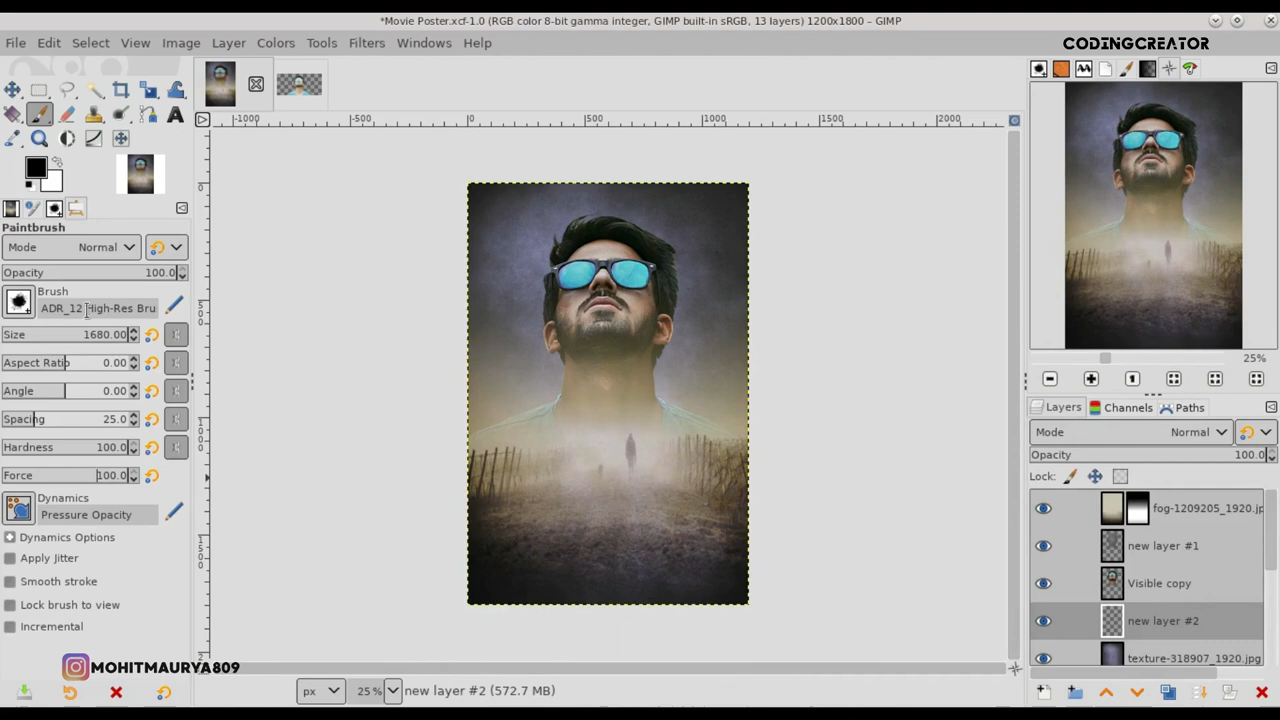 *Movie Poster.xcf-1.0 (RGB color 8-bit gamma integer, GIMP built-in sRGB, 13 layers) 1200x1800 – GIMP
File Edit Select View Image Layer Colors Tools Filters Windows Help
CODINGCREATOR
-1000 -500 0 500 1000 1500 2000
Paintbrush
Mode Normal
Opacity 100.0
Brush
ADR_12 High-Res Bru
Size 1680.00
Aspect Ratio 0.00
Angle 0.00
Spacing 25.0
Hardness 100.0
Force 100.0
Dynamics
Pressure Opacity
Dynamics Options
Apply Jitter
Smooth stroke
Lock brush to view
Incremental
MOHITMAURYA809
0
500
1000
1500
2
px 25% new layer #2 (572.7 MB)
25%
Layers Channels Paths
Mode Normal
Opacity 100.0
Lock:
fog-1209205_1920.jp
new layer #1
Visible copy
new layer #2
texture-318907_1920.jpg